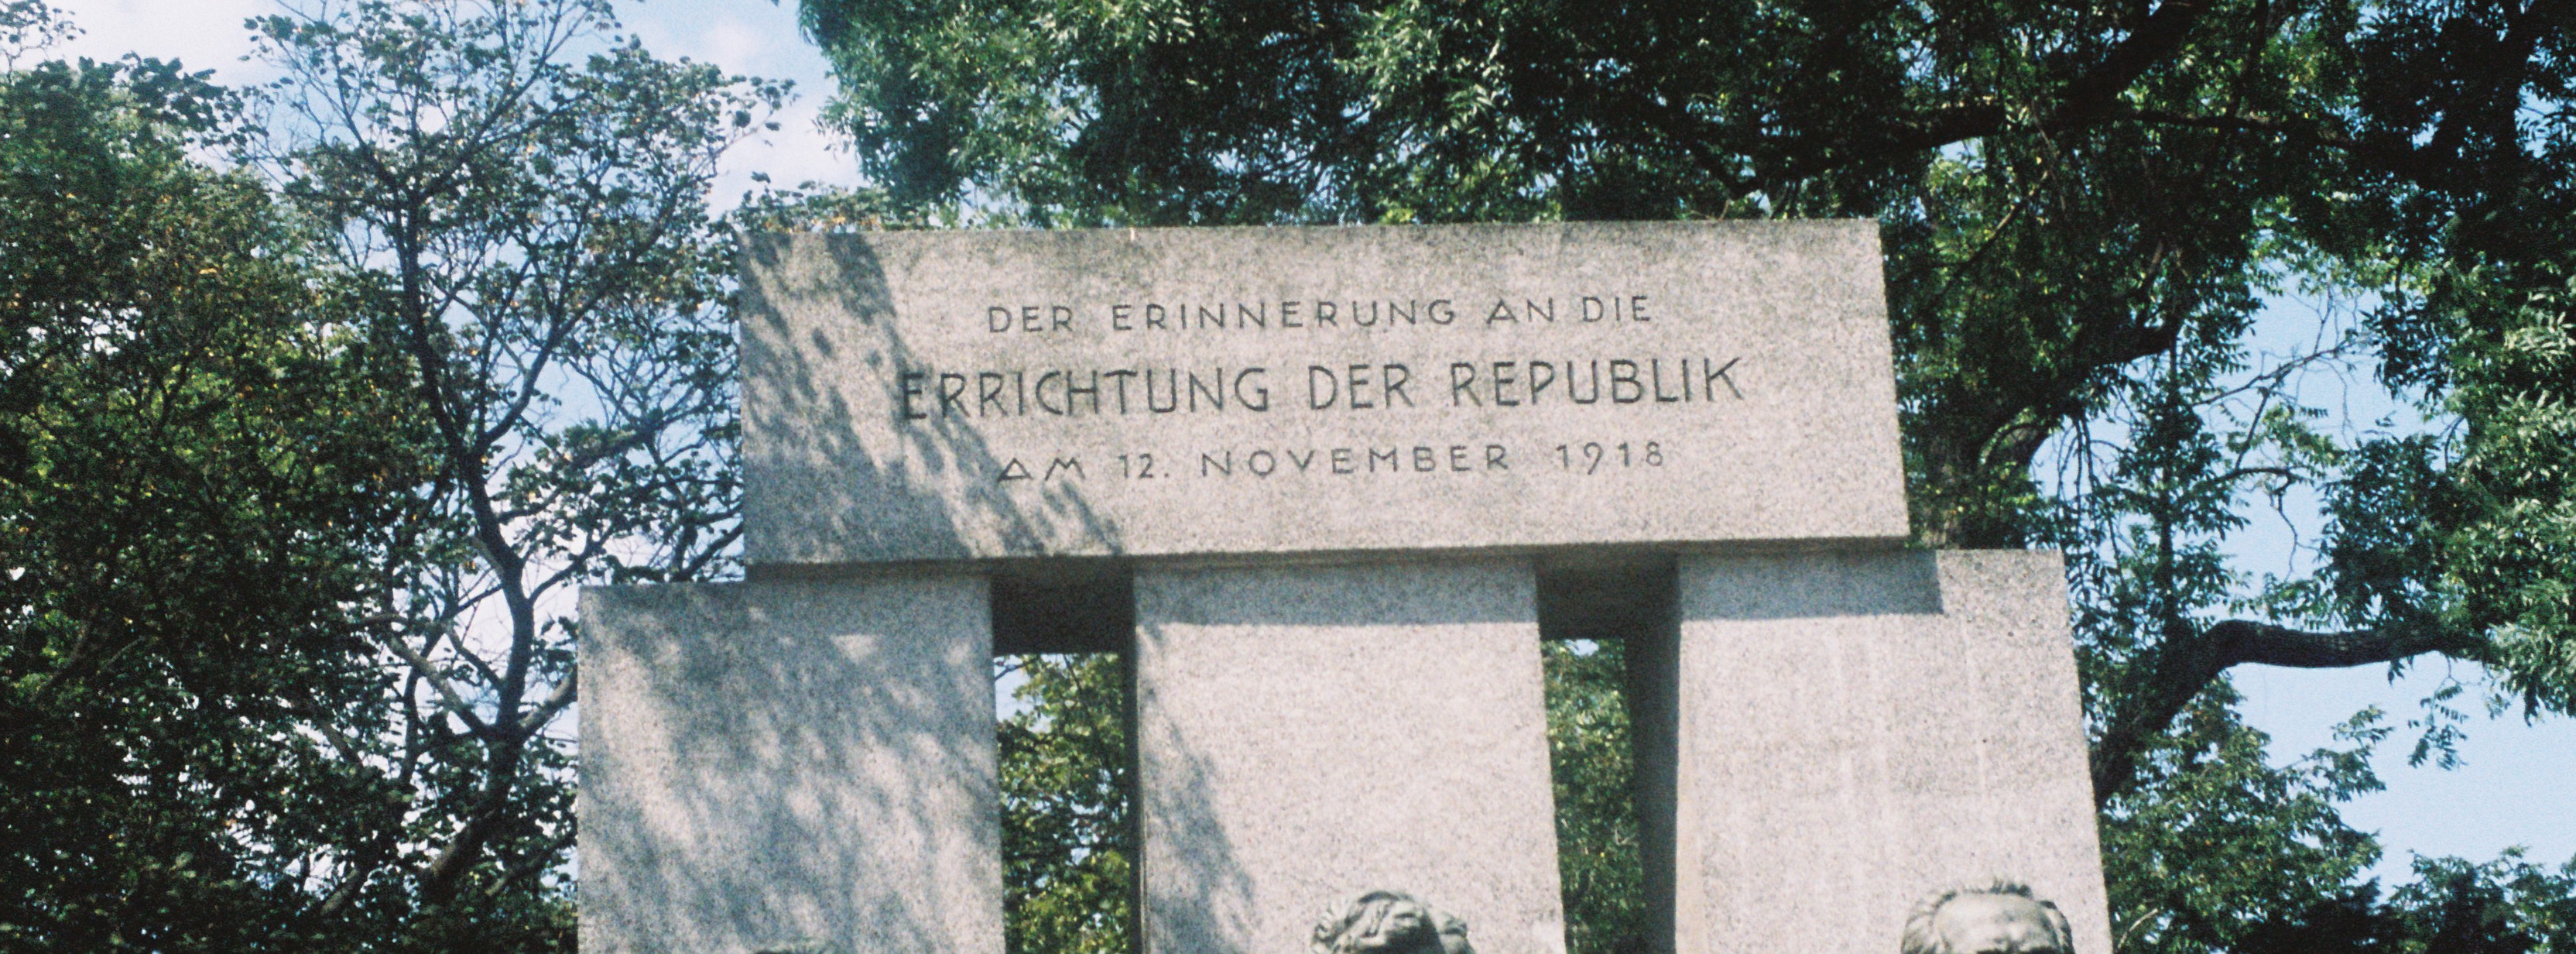 DER ERINNERUNG AN DIE
ERRICHTUNG DER REPUBLIK
AM 12. NOVEMBER 1918